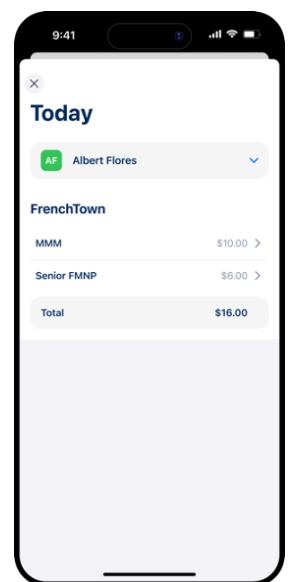 9:41
Today
AF Albert Flores
FrenchTown
MMM $10.00
Senior FMNP $6.00
Total $16.00